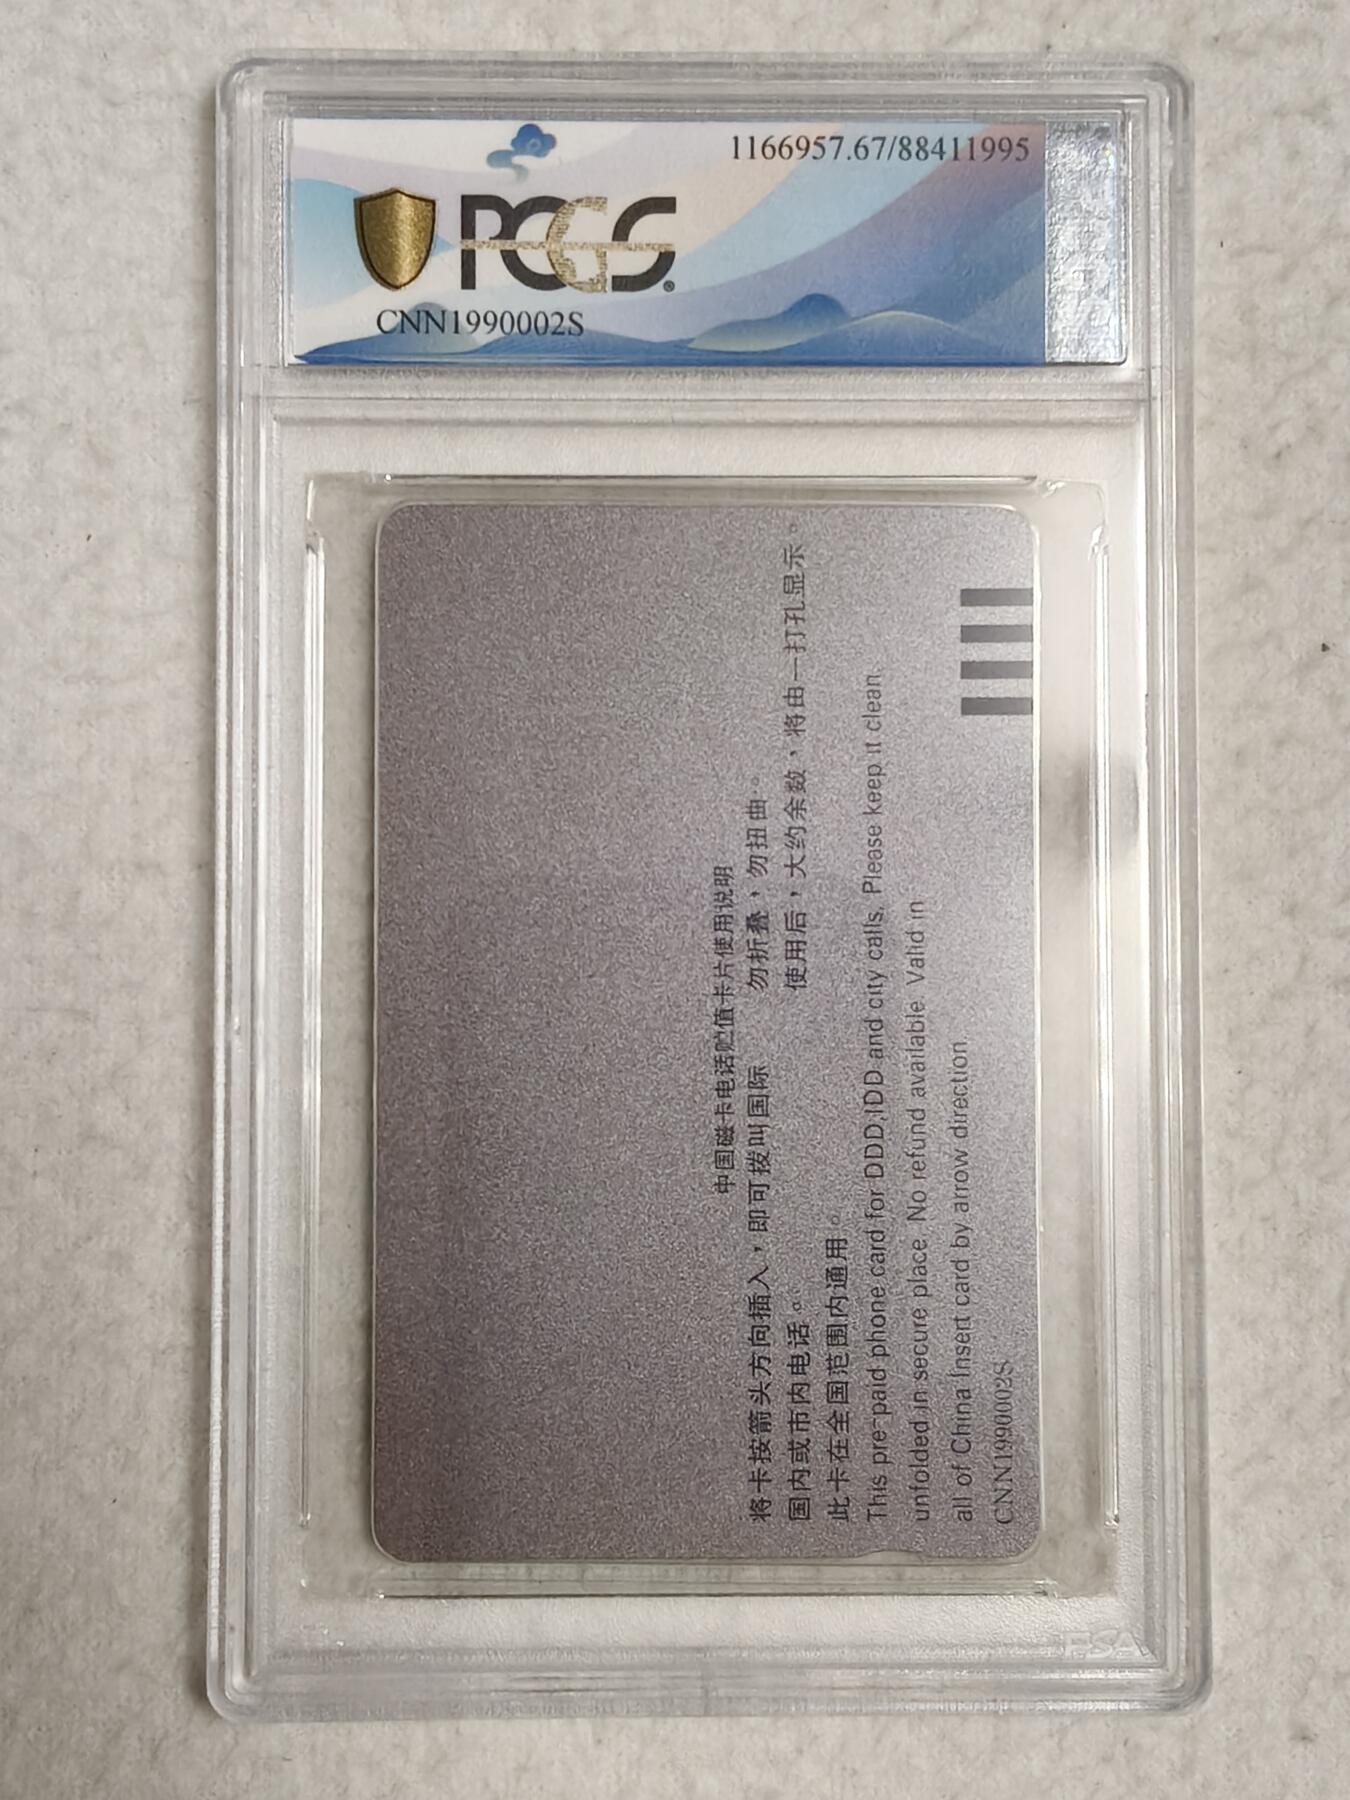 1166957.67/88411995
PCGS
CNN1990002S
中国磁卡电话贮值卡片使用说明
将卡按箭头方向插入，即可拨叫国际
国内或市内电话。
此卡在全国范围内通用。
勿折叠，勿扭曲。
使用后，大约余数，将由一打孔显示。
This pre-paid phone card for DDD,IDD and city calls, Please keep it clean,
unfolded in secure place No refund available. Valid in
all of China Insert card by arrow direction.
CNN1990002S